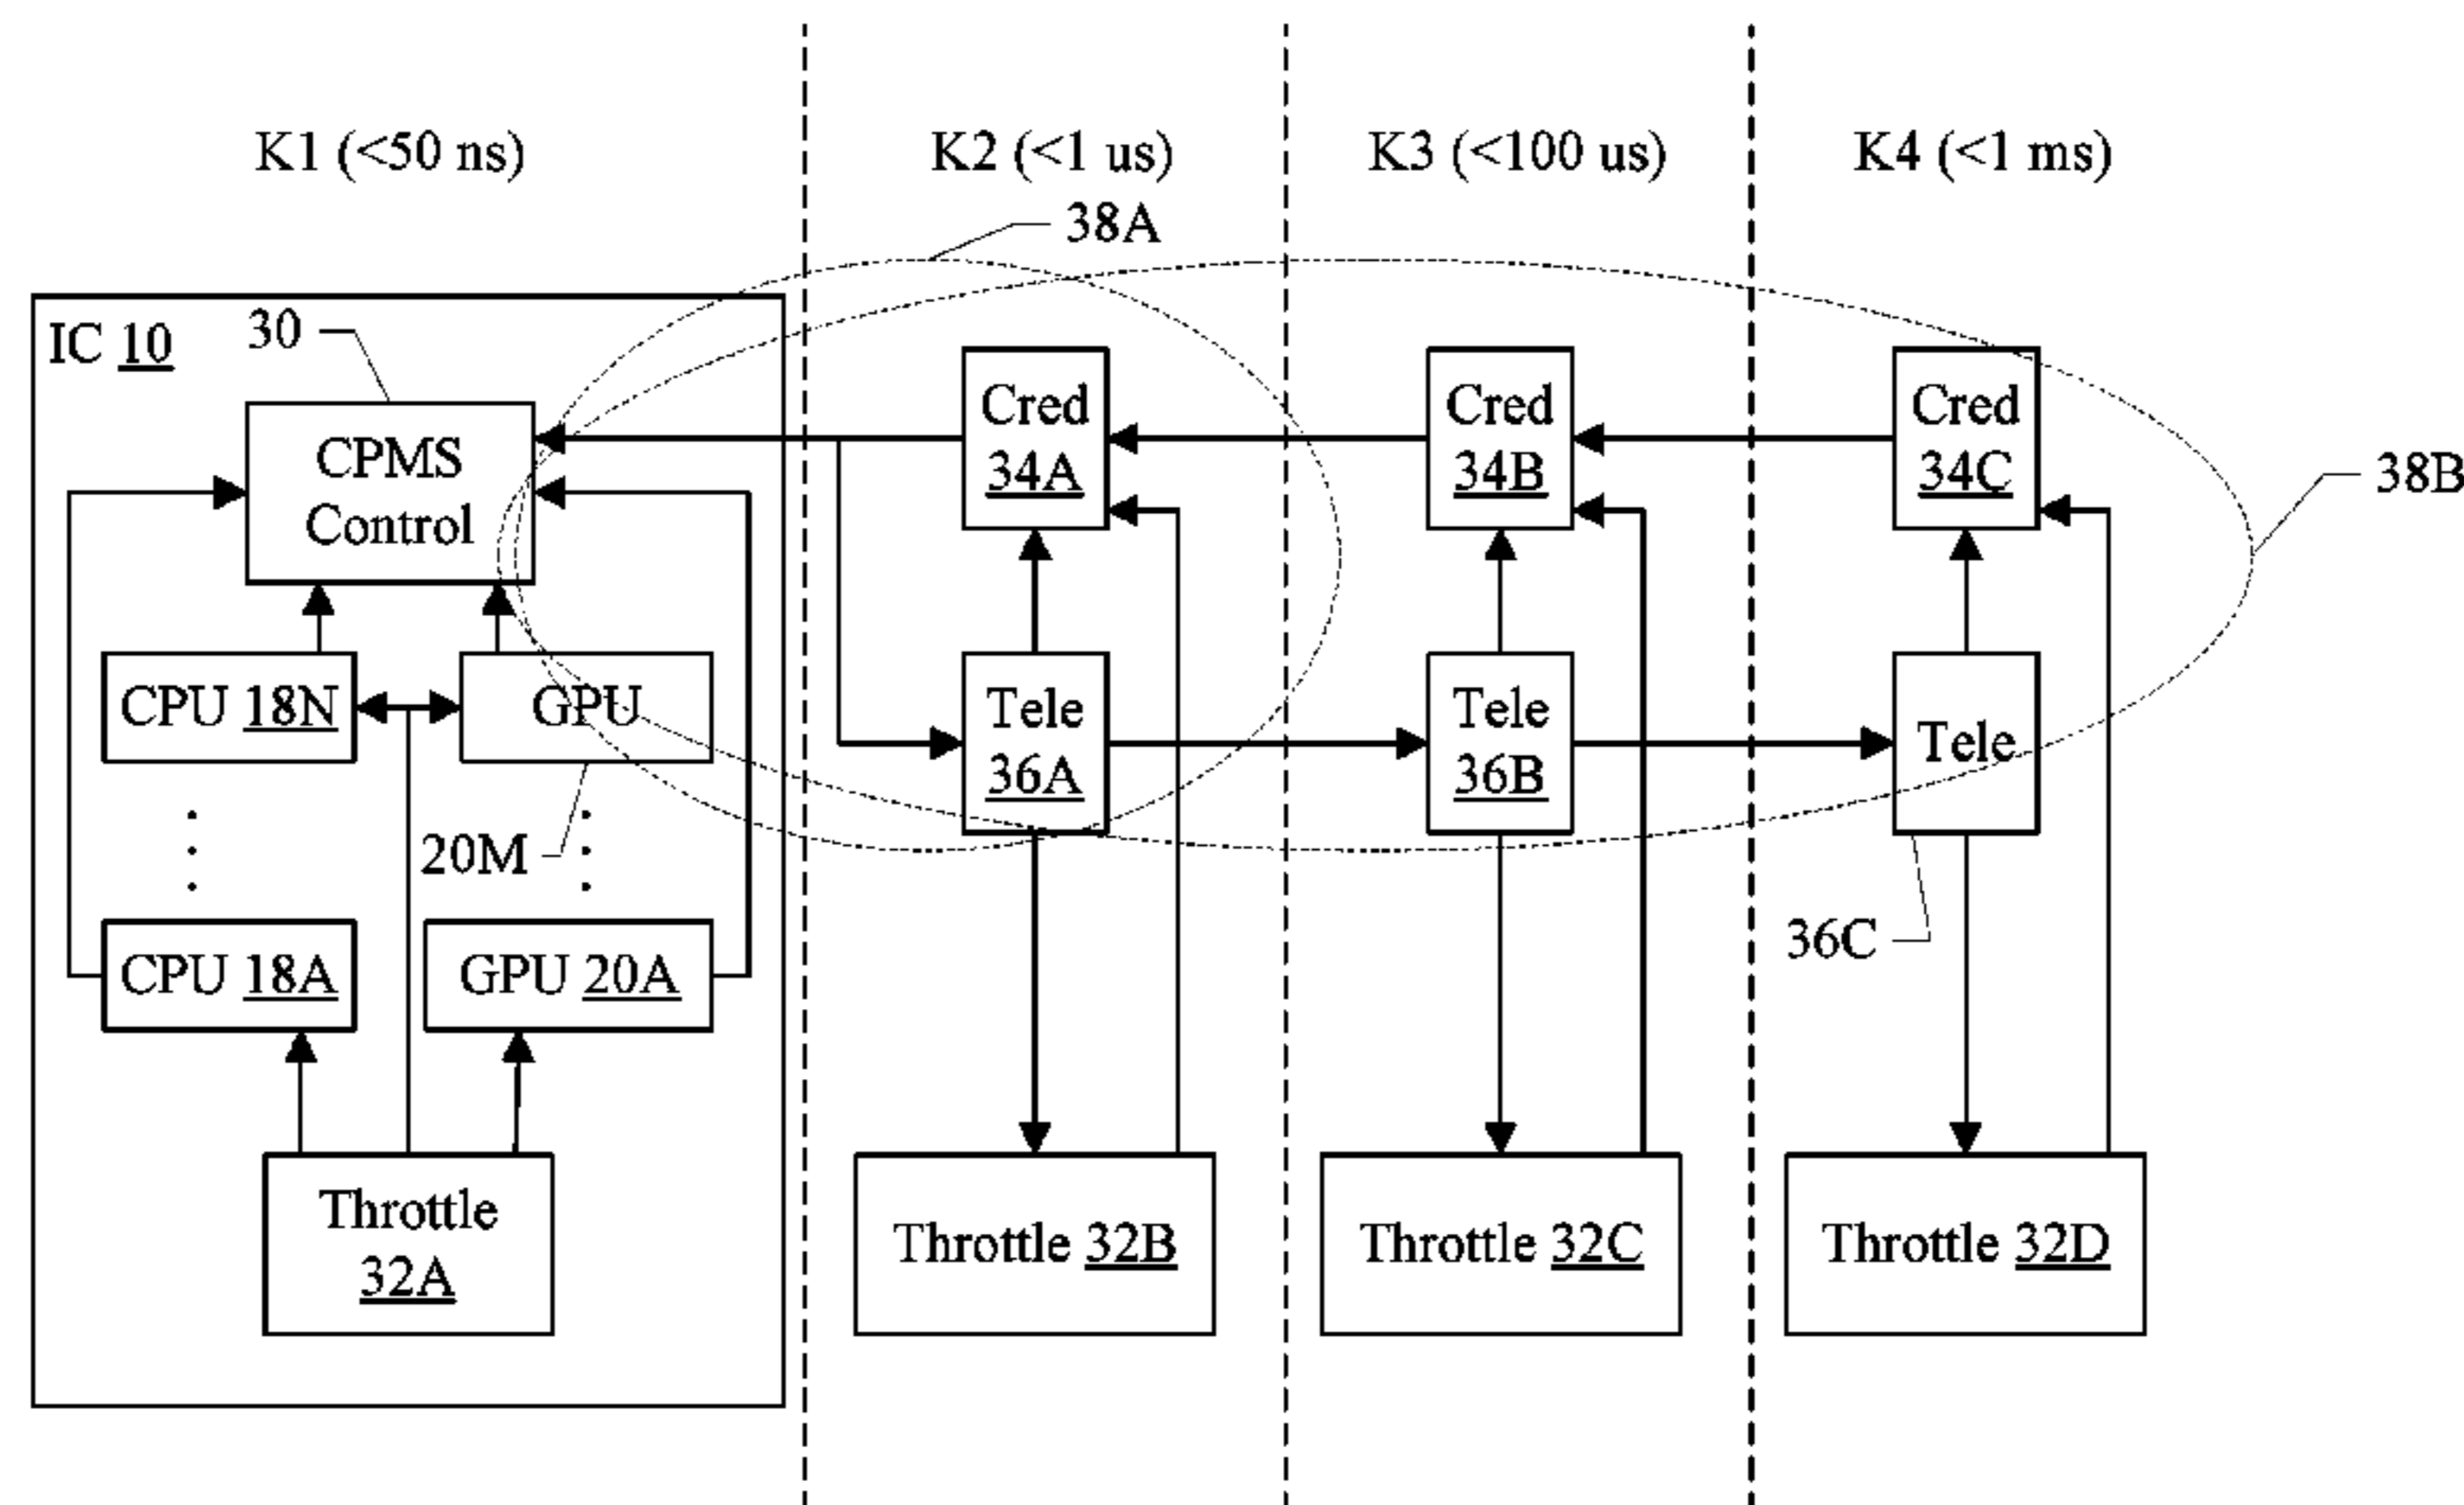 K1 (<50 ns)
K2 (<1 us)
K3 (<100 us)
K4 (<1 ms)
38A
IC 10
30
CPMS
Control
Cred
34A
Cred
34B
Cred
34C
38B
CPU 18N
GPU
Tele
36A
Tele
36B
Tele
20M
36C
CPU 18A
GPU 20A
Throttle
32A
Throttle 32B
Throttle 32C
Throttle 32D